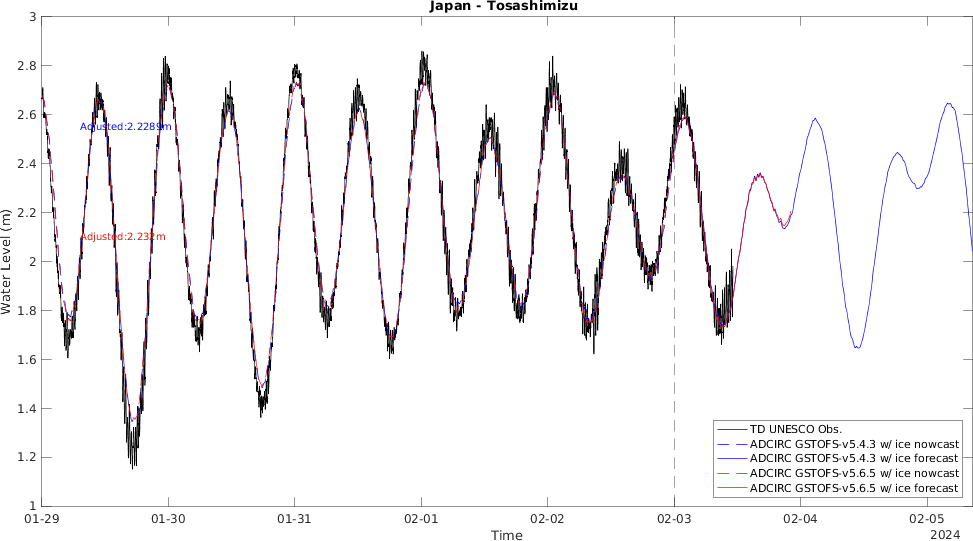 Japan - Tosashimizu
Water Level (m)
3
2.8
2.6
2.4
2.2
2
1.8
1.6
1.4
1.2
1
Adjusted:2.2289m
Adjusted:2.232m
TD UNESCO Obs.
ADCIRC GSTOFS-v5.4.3 w/ ice nowcast
ADCIRC GSTOFS-v5.4.3 w/ ice forecast
ADCIRC GSTOFS-v5.6.5 w/ ice nowcast
ADCIRC GSTOFS-v5.6.5 w/ ice forecast
01-29 01-30 01-31 02-01 02-02 02-03 02-04 02-05
2024
Time